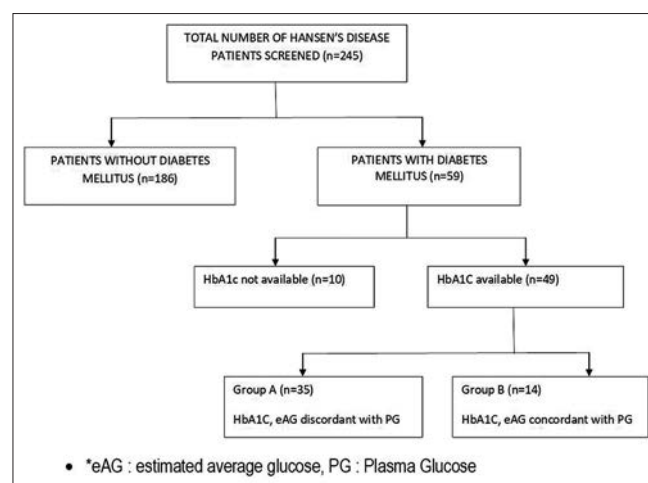 TOTAL NUMBER OF HANSEN'S DISEASE
PATIENTS SCREENED (n=245)
PATIENTS WITHOUT DIABETES
MELLITUS (n=186)
PATIENTS WITH DIABETES
MELLITUS (n=59)
HbA1c not available (n=10)
HbA1C available (n=49)
Group A (n=35)
HbA1C, eAG discordant with PG
Group B (n=14)
HbA1C, eAG concordant with PG
• *eAG : estimated average glucose, PG : Plasma Glucose